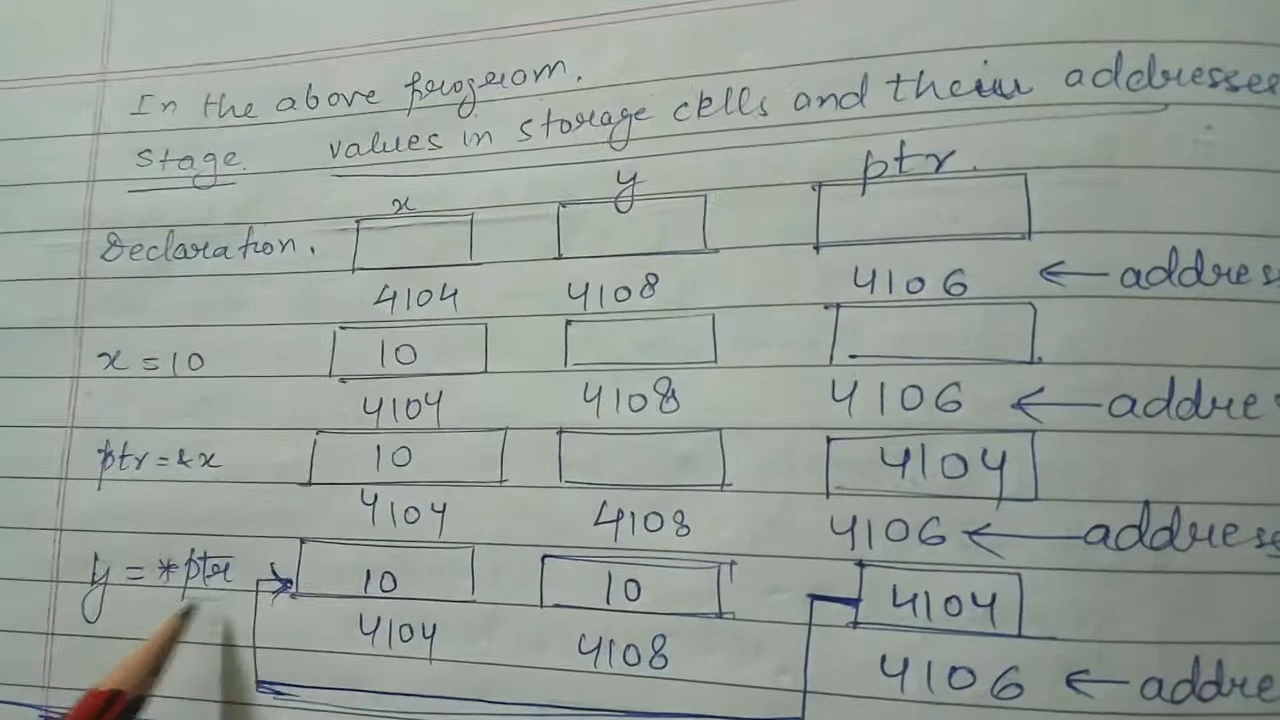 In the above program.
Stage. values in storage cells and their addresses
x y ptr.
Declaration.
4104 4108 4106 ← address
x = 10 10
4104 4108 4106 ← addre
ptr = &x 10 4104
4104 4108 4106 ← address
y = *ptr 10 10 4104
4104 4108 4106 ← addre